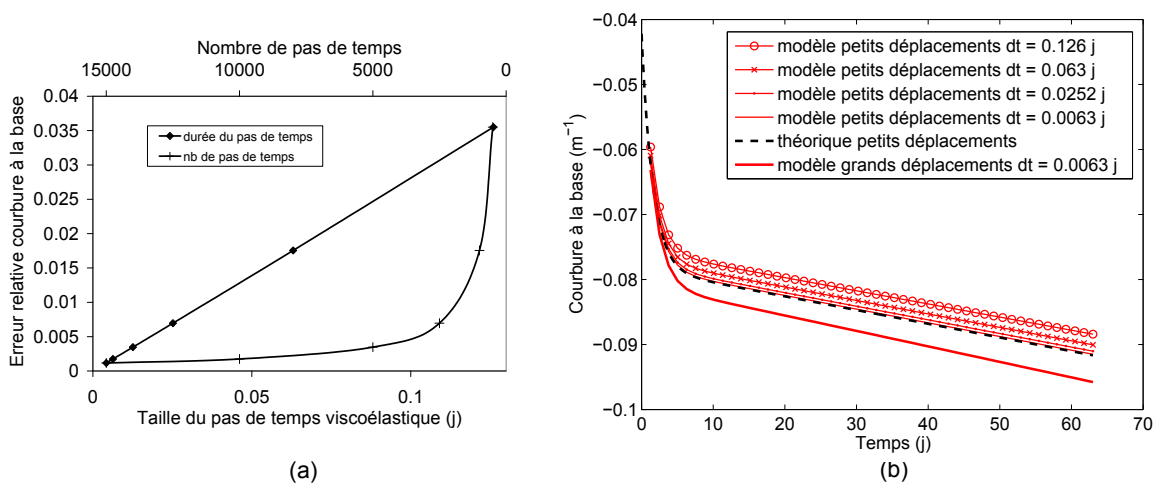 Nombre de pas de temps
15000 10000 5000 0
0.04
0.035
0.03
0.025
0.02
0.015
0.01
0.005
0
Erreur relative courbure à la base
durée du pas de temps
nb de pas de temps
0 0.05 0.1
Taille du pas de temps viscoélastique (j)
(a)
−0.04
−0.05
−0.06
−0.07
−0.08
−0.09
−0.1
Courbure à la base (m⁻¹)
modèle petits déplacements dt = 0.126 j
modèle petits déplacements dt = 0.063 j
modèle petits déplacements dt = 0.0252 j
modèle petits déplacements dt = 0.0063 j
théorique petits déplacements
modèle grands déplacements dt = 0.0063 j
0 10 20 30 40 50 60 70
Temps (j)
(b)